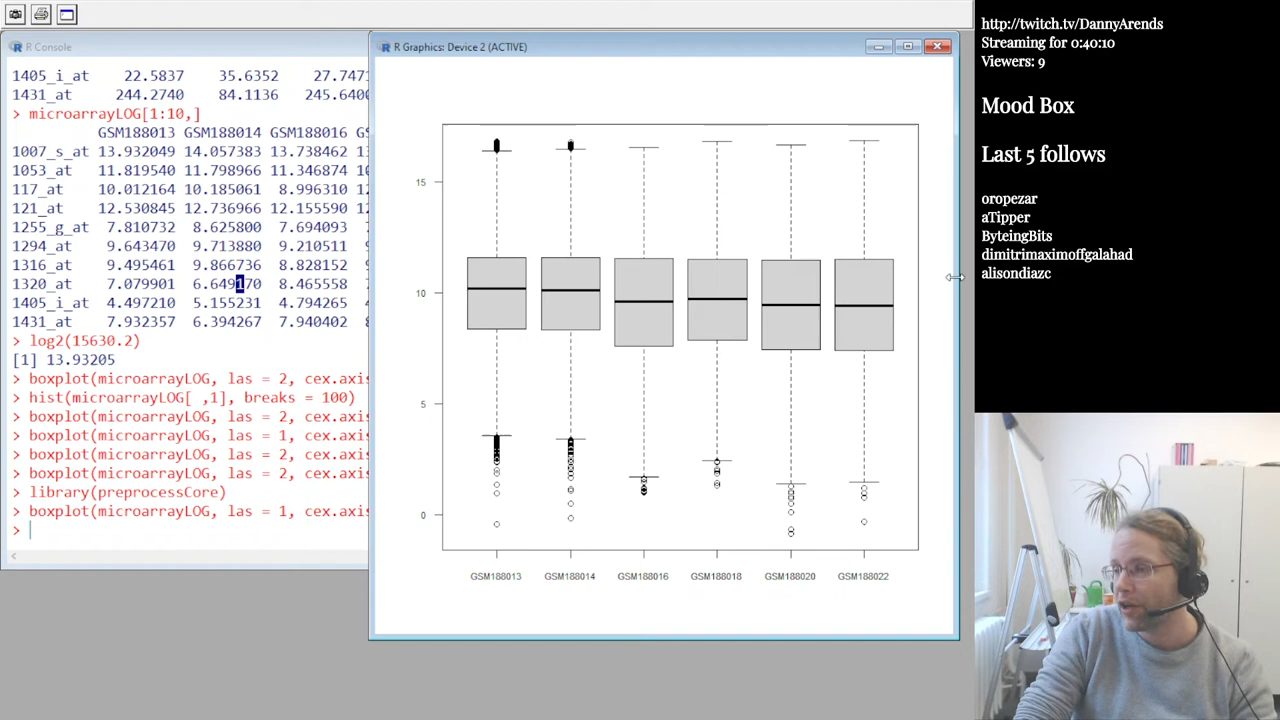 R Console
1405_i_at 22.5837 35.6352 27.7471
1431_at 244.2740 84.1136 245.6400
> microarrayLOG[1:10,]
GSM188013 GSM188014 GSM188016 GS
1007_s_at 13.932049 14.057383 13.738462
1053_at 11.819540 11.798966 11.346874
117_at 10.012164 10.185061 8.996310
121_at 12.530845 12.736966 12.155590
1255_g_at 7.810732 8.625800 7.694093
1294_at 9.643470 9.713880 9.210511
1316_at 9.495461 9.866736 8.828152
1320_at 7.079901 6.649170 8.465558
1405_i_at 4.497210 5.155231 4.794265
1431_at 7.932357 6.394267 7.940402
> log2(15630.2)
[1] 13.93205
> boxplot(microarrayLOG, las = 2, cex.axis
> hist(microarrayLOG[ ,1], breaks = 100)
> boxplot(microarrayLOG, las = 2, cex.axis
> boxplot(microarrayLOG, las = 1, cex.axis
> boxplot(microarrayLOG, las = 2, cex.axis
> boxplot(microarrayLOG, las = 2, cex.axis
> library(preprocessCore)
> boxplot(microarrayLOG, las = 1, cex.axis
>
R Graphics: Device 2 (ACTIVE)
15
10
5
0
GSM188013 GSM188014 GSM188016 GSM188018 GSM188020 GSM188022
http://twitch.tv/DannyArends
Streaming for 0:40:10
Viewers: 9
Mood Box
Last 5 follows
oropezar
aTipper
ByteingBits
dimitrimaximoffgalahad
alisondiazc